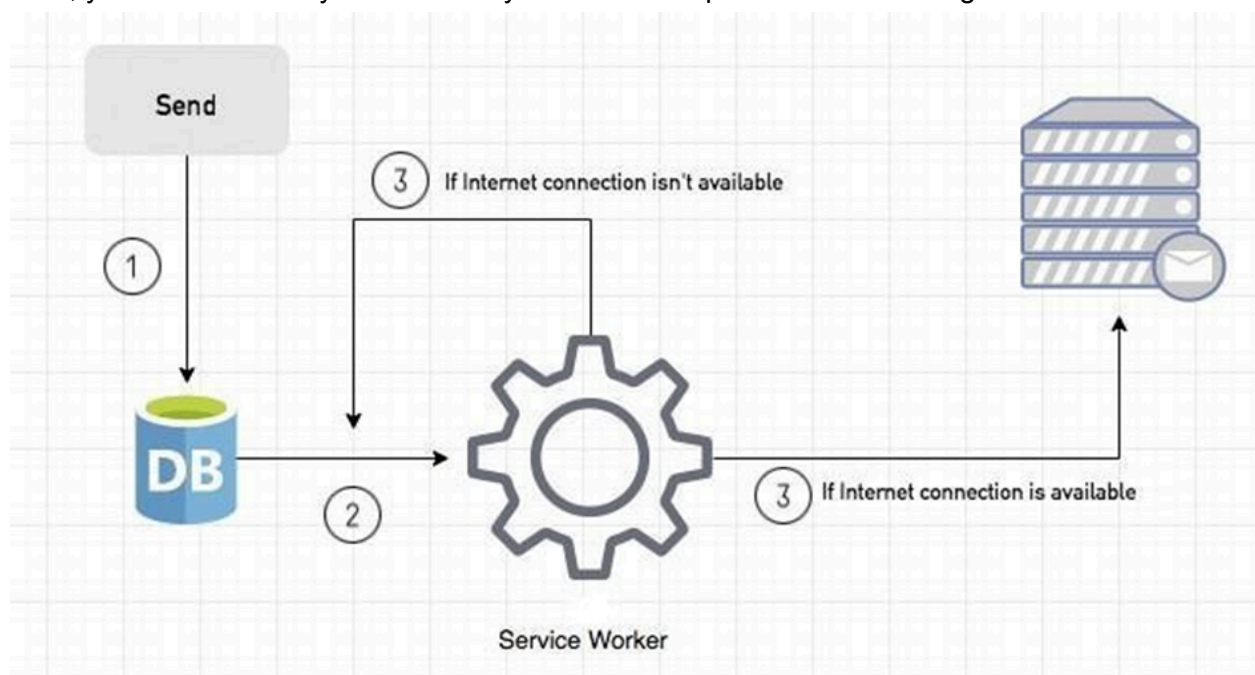 Send
3 If Internet connection isn't available
1
DB
2
3 If Internet connection is available
Service Worker